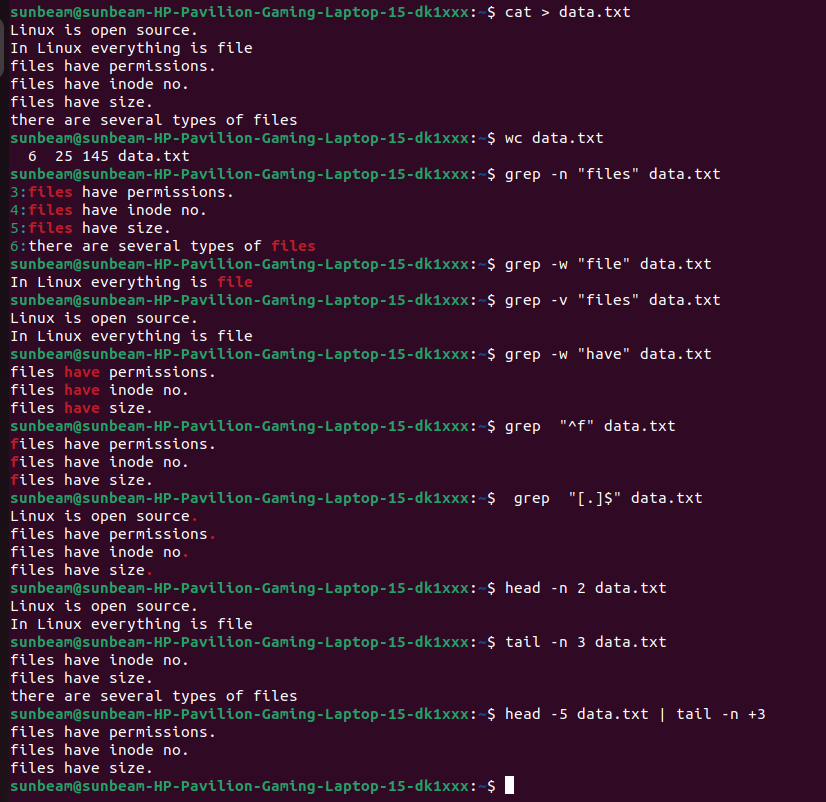 sunbeam@sunbeam-HP-Pavilion-Gaming-Laptop-15-dk1xxx:~$ cat > data.txt
Linux is open source.
In Linux everything is file
files have permissions.
files have inode no.
files have size.
there are several types of files
sunbeam@sunbeam-HP-Pavilion-Gaming-Laptop-15-dk1xxx:~$ wc data.txt
  6  25 145 data.txt
sunbeam@sunbeam-HP-Pavilion-Gaming-Laptop-15-dk1xxx:~$ grep -n "files" data.txt
3:files have permissions.
4:files have inode no.
5:files have size.
6:there are several types of files
sunbeam@sunbeam-HP-Pavilion-Gaming-Laptop-15-dk1xxx:~$ grep -w "file" data.txt
In Linux everything is file
sunbeam@sunbeam-HP-Pavilion-Gaming-Laptop-15-dk1xxx:~$ grep -v "files" data.txt
Linux is open source.
In Linux everything is file
sunbeam@sunbeam-HP-Pavilion-Gaming-Laptop-15-dk1xxx:~$ grep -w "have" data.txt
files have permissions.
files have inode no.
files have size.
sunbeam@sunbeam-HP-Pavilion-Gaming-Laptop-15-dk1xxx:~$ grep  "^f" data.txt
files have permissions.
files have inode no.
files have size.
sunbeam@sunbeam-HP-Pavilion-Gaming-Laptop-15-dk1xxx:~$  grep  "[.]$" data.txt
Linux is open source.
files have permissions.
files have inode no.
files have size.
sunbeam@sunbeam-HP-Pavilion-Gaming-Laptop-15-dk1xxx:~$ head -n 2 data.txt
Linux is open source.
In Linux everything is file
sunbeam@sunbeam-HP-Pavilion-Gaming-Laptop-15-dk1xxx:~$ tail -n 3 data.txt
files have inode no.
files have size.
there are several types of files
sunbeam@sunbeam-HP-Pavilion-Gaming-Laptop-15-dk1xxx:~$ head -5 data.txt | tail -n +3
files have permissions.
files have inode no.
files have size.
sunbeam@sunbeam-HP-Pavilion-Gaming-Laptop-15-dk1xxx:~$